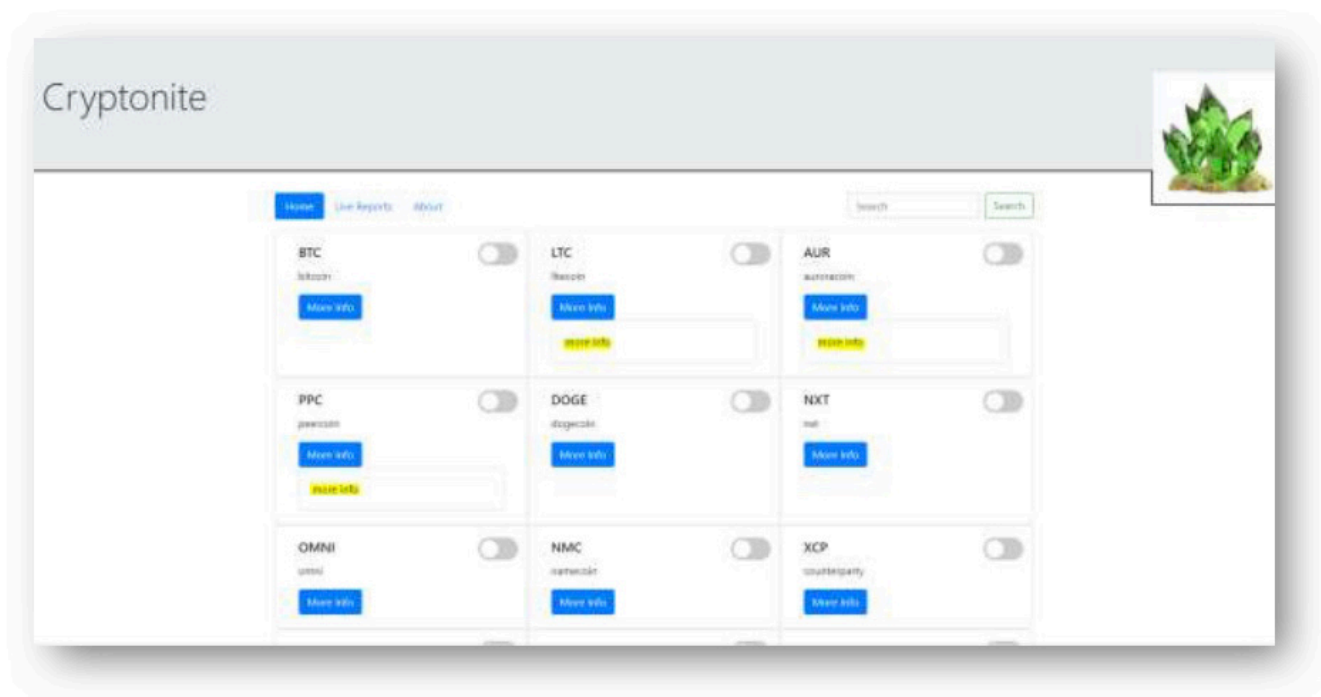 Cryptonite
Home Live Reports About Search Search
BTC
bitcoin
More Info
LTC
litecoin
More Info
more info
AUR
auroracoin
More Info
more info
PPC
peercoin
More Info
more info
DOGE
dogecoin
More Info
NXT
nxt
More Info
OMNI
omni
More Info
NMC
namecoin
More Info
XCP
counterparty
More Info